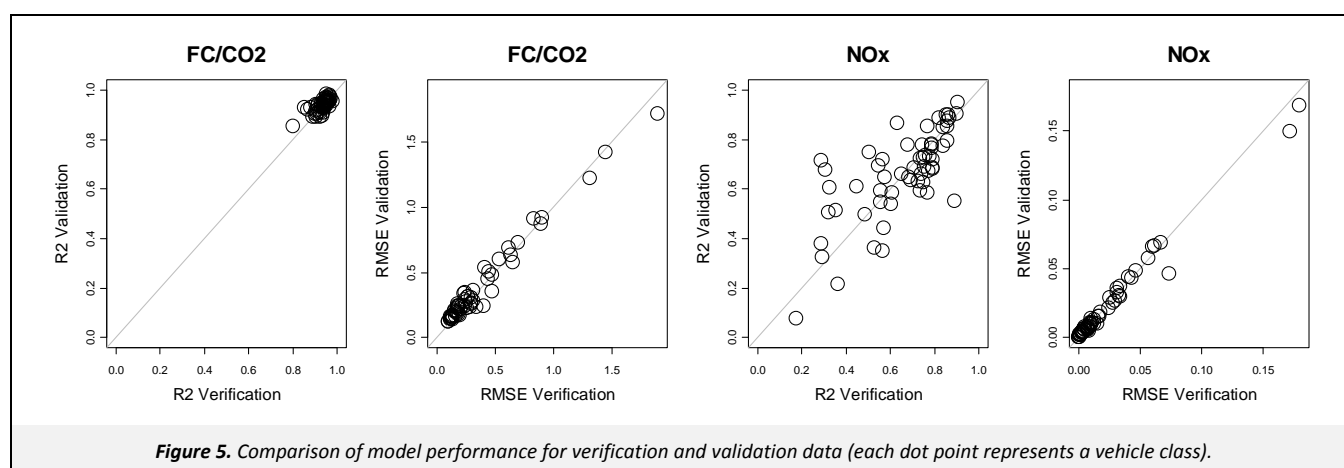 FC/CO2
R2 Validation
1.0
0.8
0.6
0.4
0.2
0.0
0.0 0.2 0.4 0.6 0.8 1.0
R2 Verification
FC/CO2
RMSE Validation
1.5
1.0
0.5
0.0
0.0 0.5 1.0 1.5
RMSE Verification
NOx
R2 Validation
1.0
0.8
0.6
0.4
0.2
0.0
0.0 0.2 0.4 0.6 0.8 1.0
R2 Verification
NOx
RMSE Validation
0.15
0.10
0.05
0.00
0.00 0.05 0.10 0.15
RMSE Verification
Figure 5. Comparison of model performance for verification and validation data (each dot point represents a vehicle class).